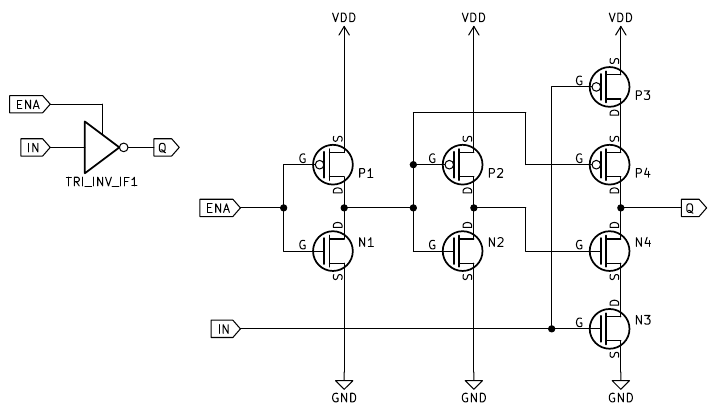 VDD VDD VDD
S
G P3
D
ENA
IN Q
TRI_INV_IF1
S S S
G P1 G P2 G P4
D D D
ENA Q
D D D
G N1 G N2 G N4
S S S
D
IN G N3
S
GND GND GND